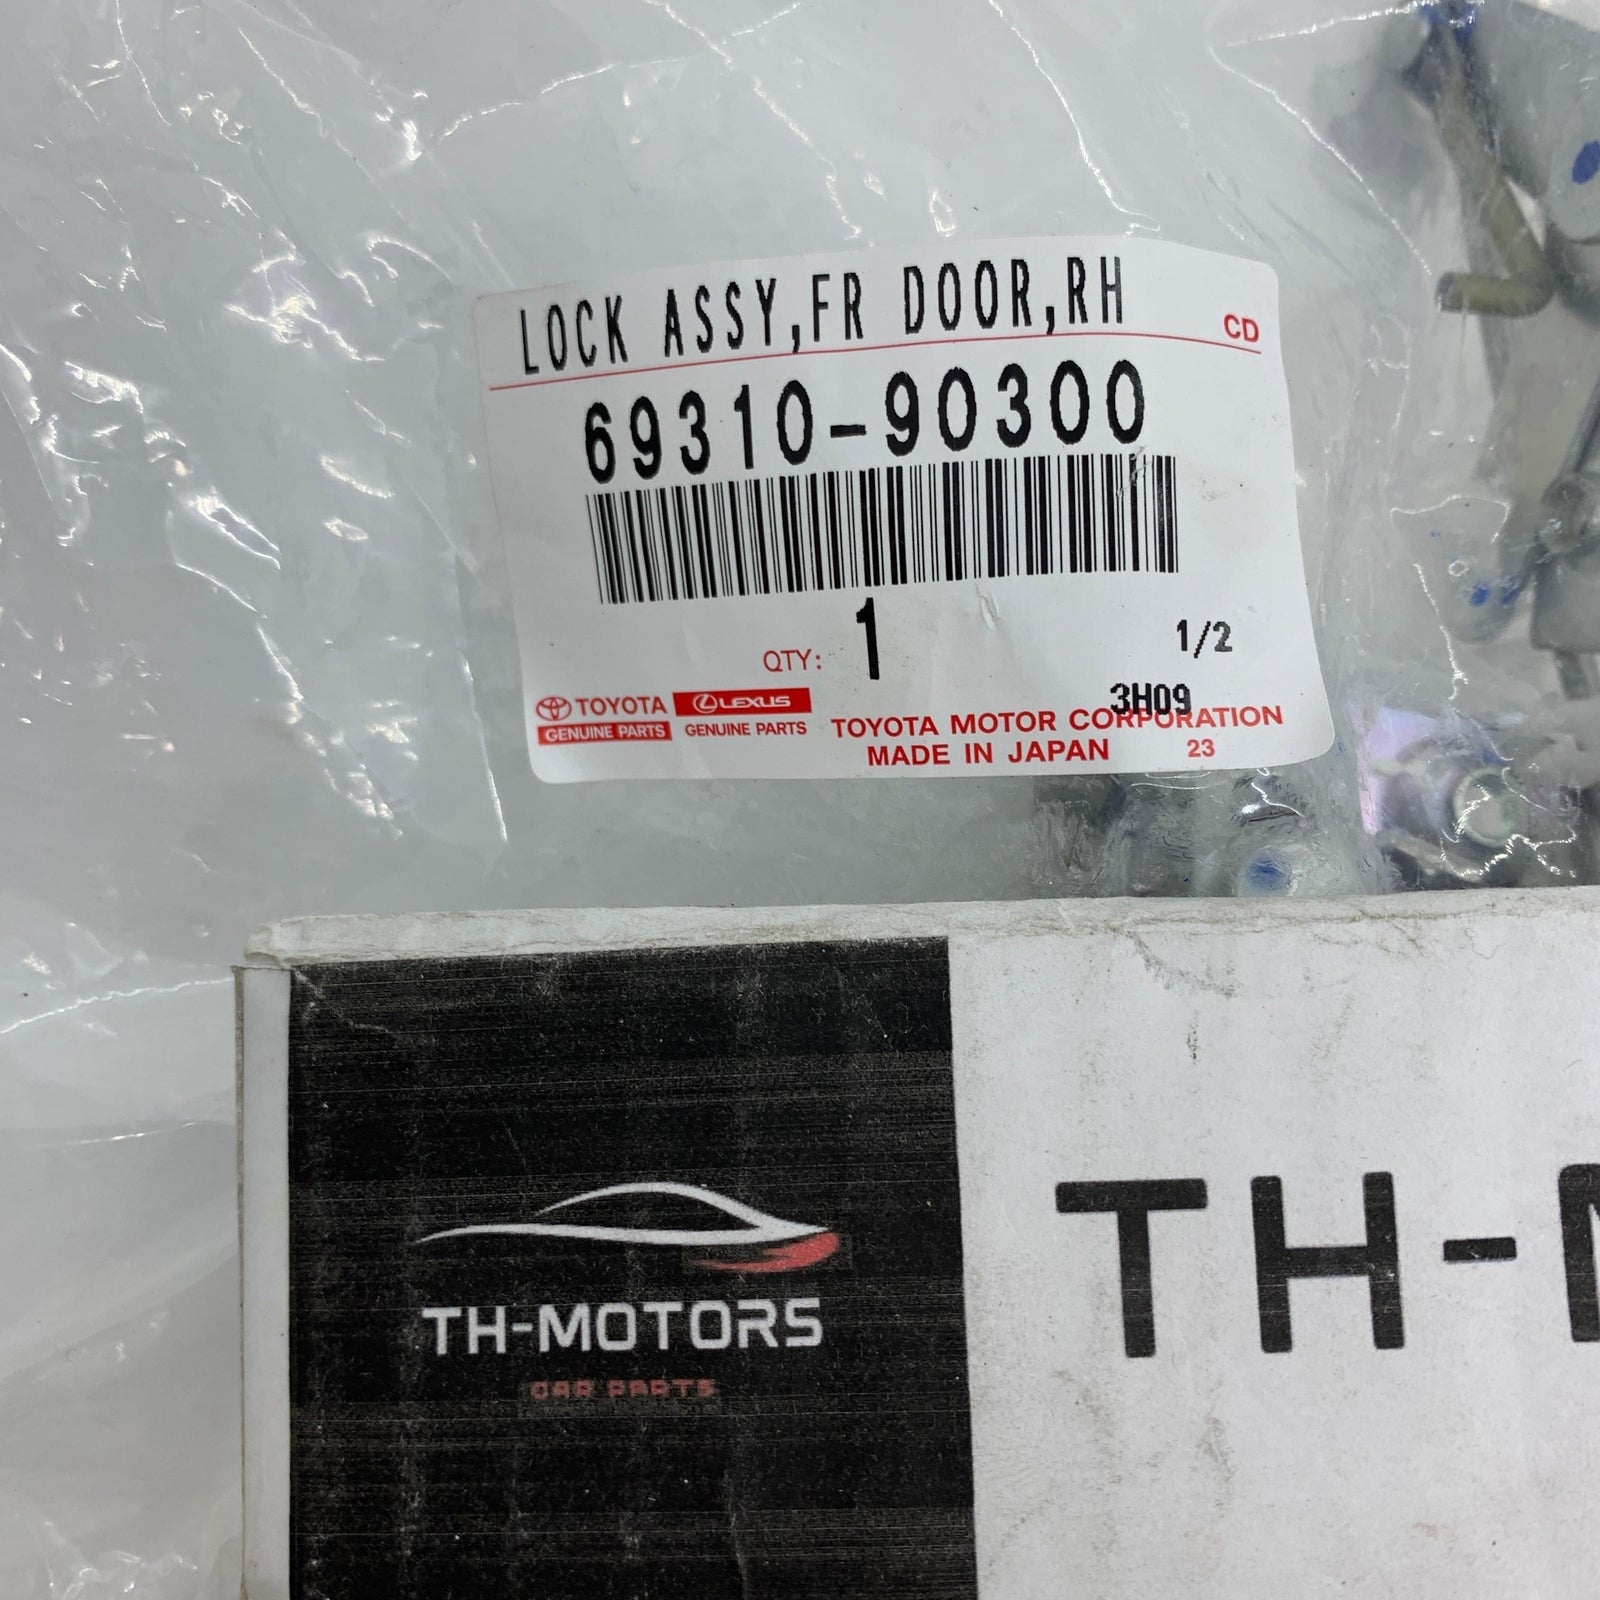 LOCK ASSY,FR DOOR,RH
CD
69310-90300
QTY: 1
1/2
3H09
TOYOTA LEXUS
GENUINE PARTS GENUINE PARTS
TOYOTA MOTOR CORPORATION
MADE IN JAPAN 23
TH-MOTORS
CAR PARTS
TH-